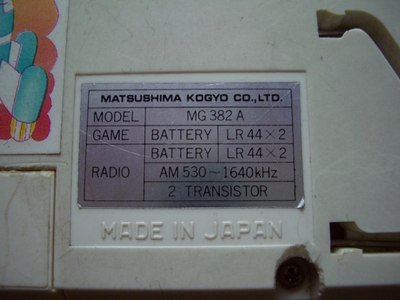 MATSUSHIMA KOGYO CO.,LTD.
MODEL MG 382 A
GAME BATTERY LR 44×2
BATTERY LR 44×2
RADIO AM 530~1640kHz
2 TRANSISTOR
MADE IN JAPAN